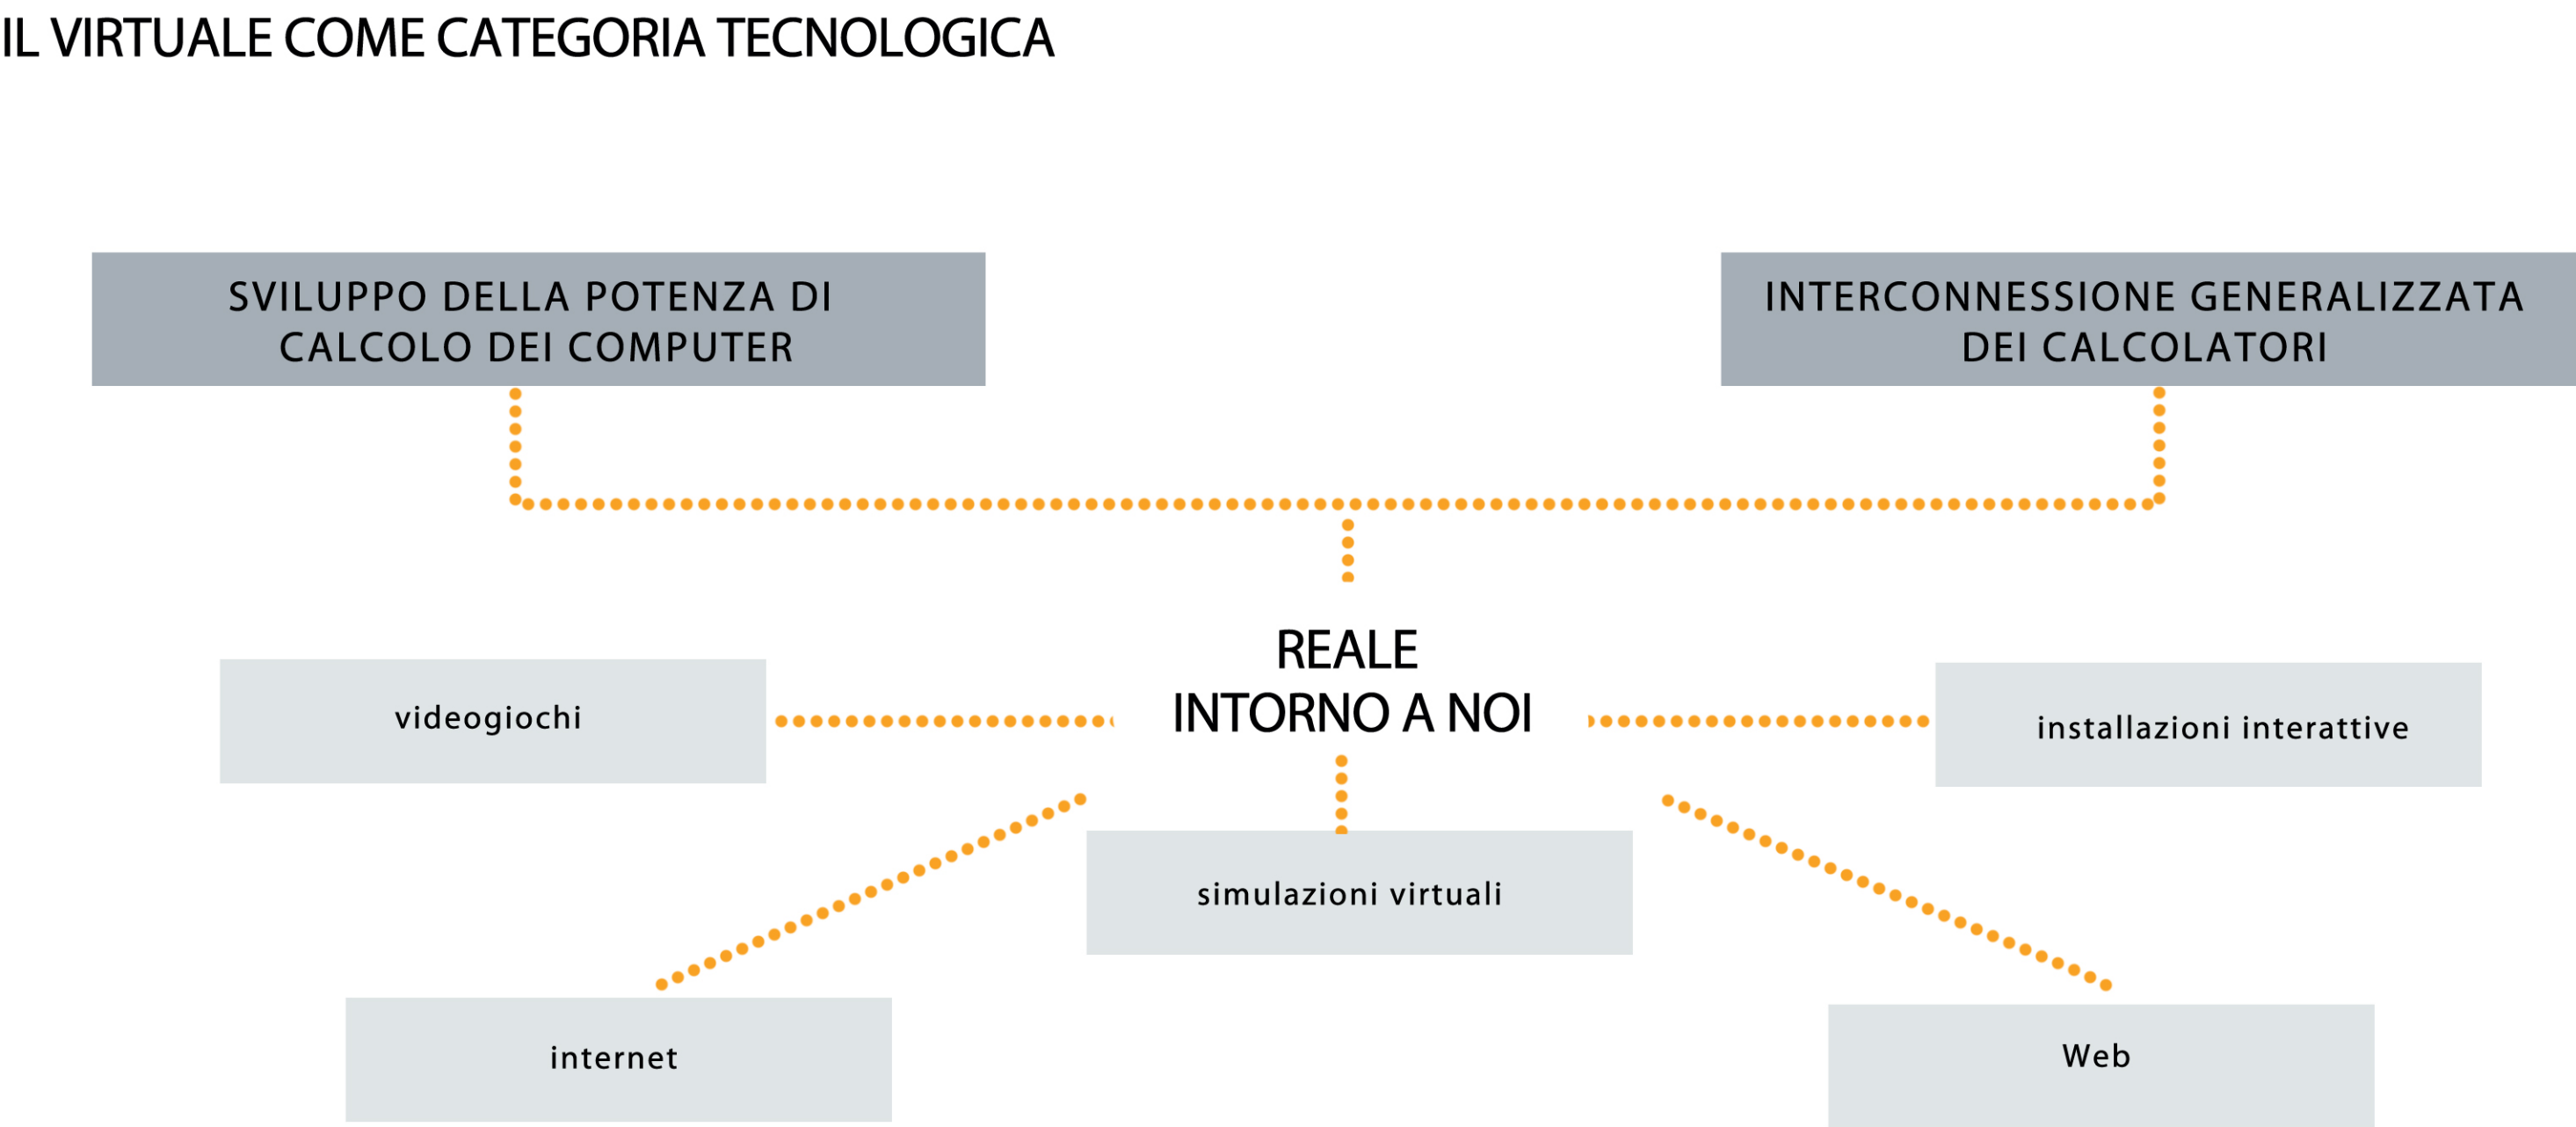 IL VIRTUALE COME CATEGORIA TECNOLOGICA
SVILUPPO DELLA POTENZA DI
CALCOLO DEI COMPUTER
INTERCONNESSIONE GENERALIZZATA
DEI CALCOLATORI
REALE
INTORNO A NOI
videogiochi
installazioni interattive
simulazioni virtuali
internet
Web